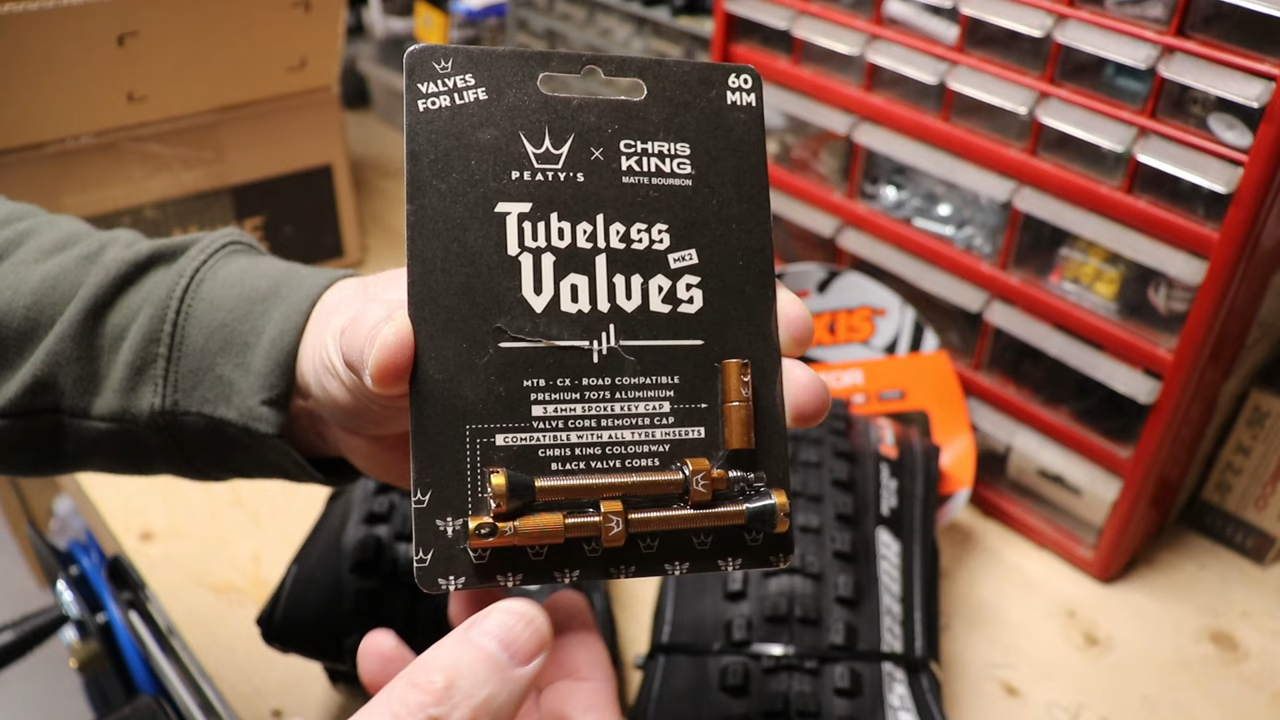 VALVES
FOR LIFE
60
MM
PEATY'S
×
CHRIS
KING
MATTE BOURBON
Tubeless
MK2
Valves
MTB - CX - ROAD COMPATIBLE
PREMIUM 7075 ALUMINIUM
3.4MM SPOKE KEY CAP
VALVE CORE REMOVER CAP
COMPATIBLE WITH ALL TYRE INSERTS
CHRIS KING COLOURWAY
BLACK VALVE CORES